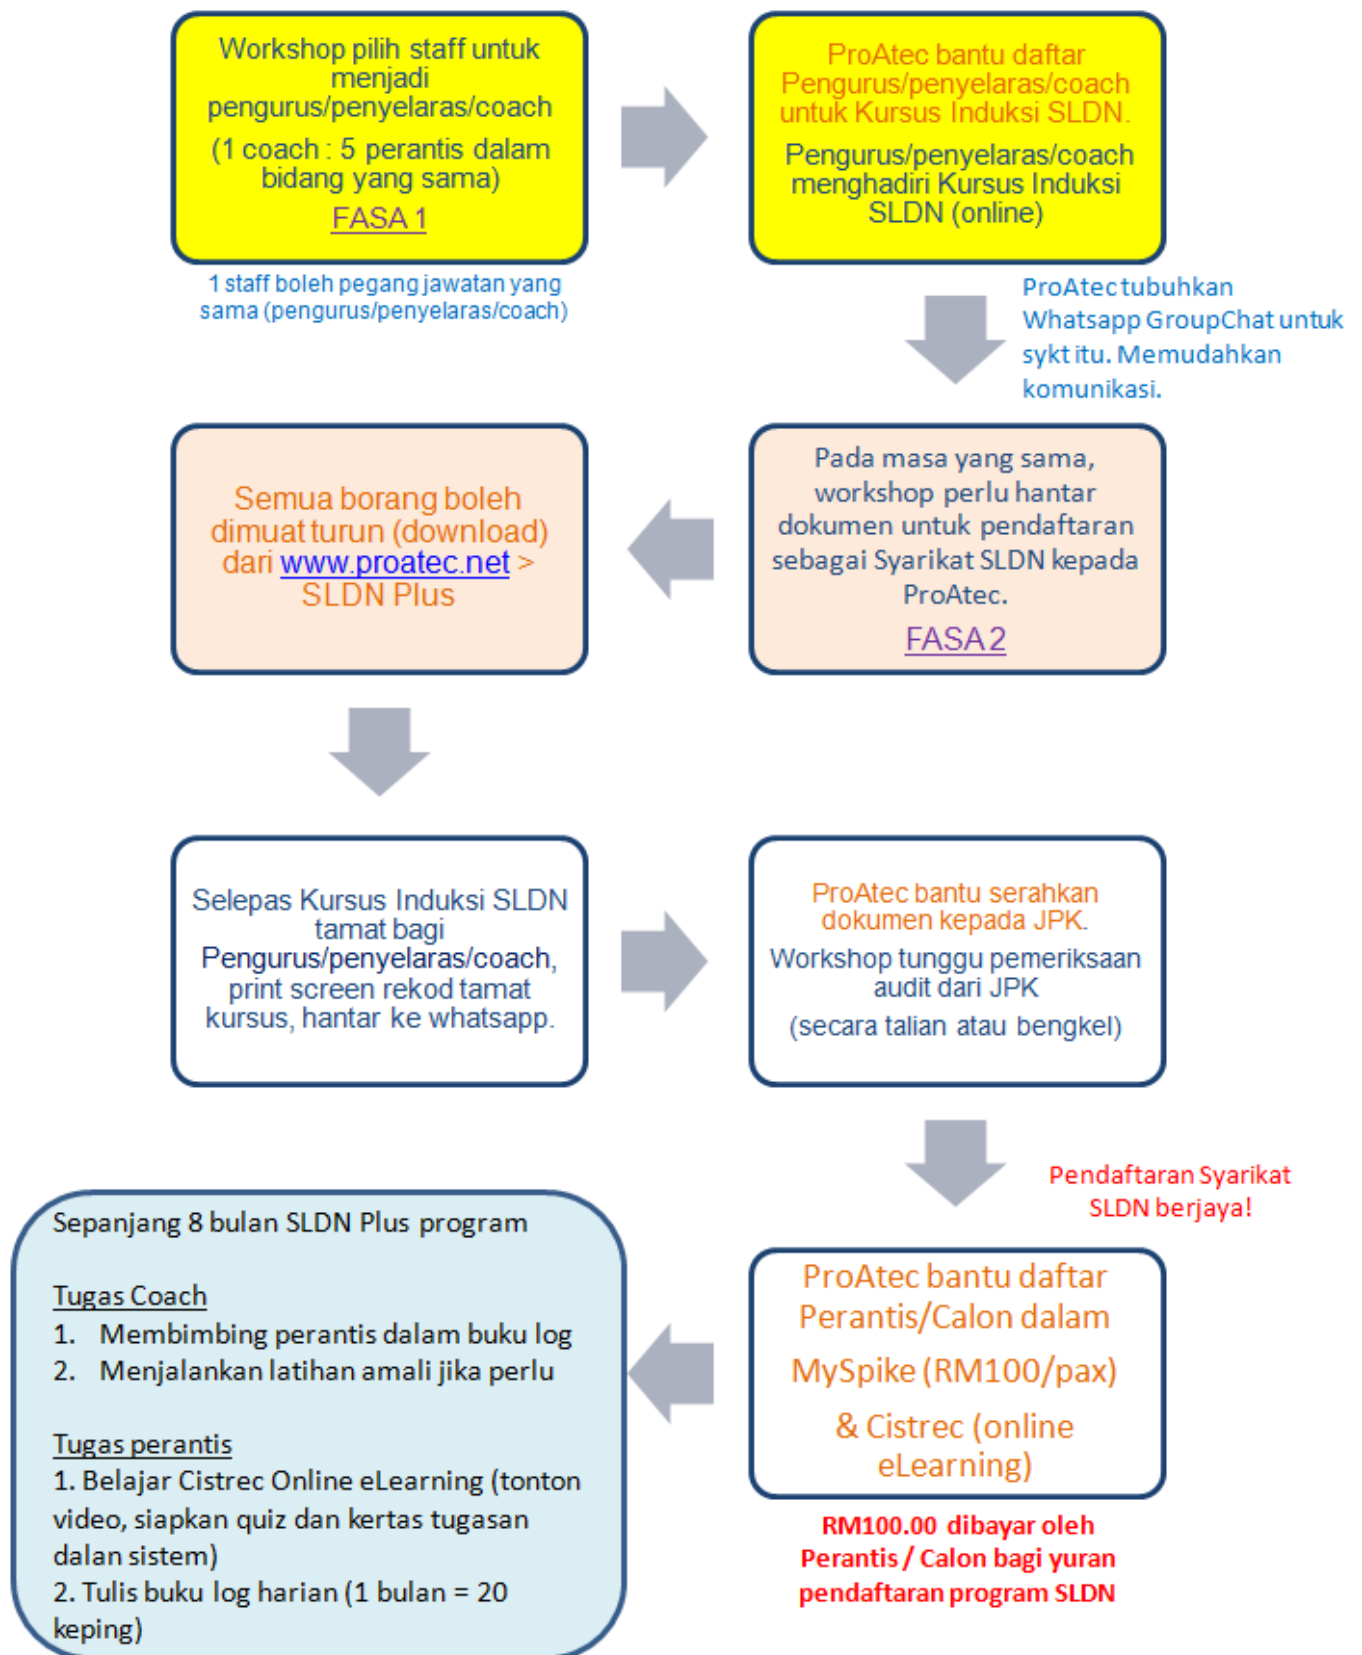 Workshop pilih staff untuk
menjadi
pengurus/penyelaras/coach
(1 coach : 5 perantis dalam
bidang yang sama)
FASA 1
1 staff boleh pegang jawatan yang
sama (pengurus/penyelaras/coach)
ProAtec bantu daftar
Pengurus/penyelaras/coach
untuk Kursus Induksi SLDN.
Pengurus/penyelaras/coach
menghadiri Kursus Induksi
SLDN (online)
ProAtec tubuhkan
Whatsapp GroupChat untuk
sykt itu. Memudahkan
komunikasi.
Pada masa yang sama,
workshop perlu hantar
dokumen untuk pendaftaran
sebagai Syarikat SLDN kepada
ProAtec.
FASA 2
Semua borang boleh
dimuat turun (download)
dari www.proatec.net >
SLDN Plus
Selepas Kursus Induksi SLDN
tamat bagi
Pengurus/penyelaras/coach,
print screen rekod tamat
kursus, hantar ke whatsapp.
ProAtec bantu serahkan
dokumen kepada JPK.
Workshop tunggu pemeriksaan
audit dari JPK
(secara talian atau bengkel)
Pendaftaran Syarikat
SLDN berjaya!
ProAtec bantu daftar
Perantis/Calon dalam
MySpike (RM100/pax)
& Cistrec (online
eLearning)
RM100.00 dibayar oleh
Perantis / Calon bagi yuran
pendaftaran program SLDN
Sepanjang 8 bulan SLDN Plus program
Tugas Coach
1. Membimbing perantis dalam buku log
2. Menjalankan latihan amali jika perlu
Tugas perantis
1. Belajar Cistrec Online eLearning (tonton
video, siapkan quiz dan kertas tugasan
dalan sistem)
2. Tulis buku log harian (1 bulan = 20
keping)